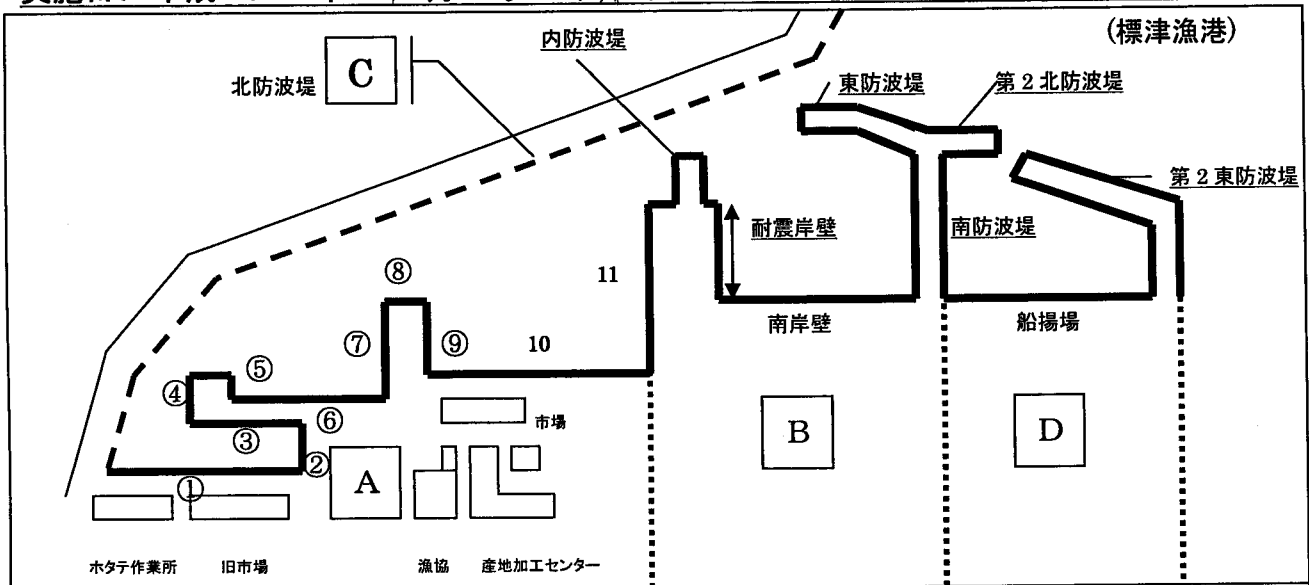 (標津漁港)
内防波堤
北防波堤
C
東防波堤
第2北防波堤
第2東防波堤
耐震岸壁
南防波堤
11
⑧
南岸壁
船揚場
⑦
⑨
10
⑤
④
⑥
市場
③
②
A
B
D
①
ホタテ作業所
旧市場
漁協
産地加工センター